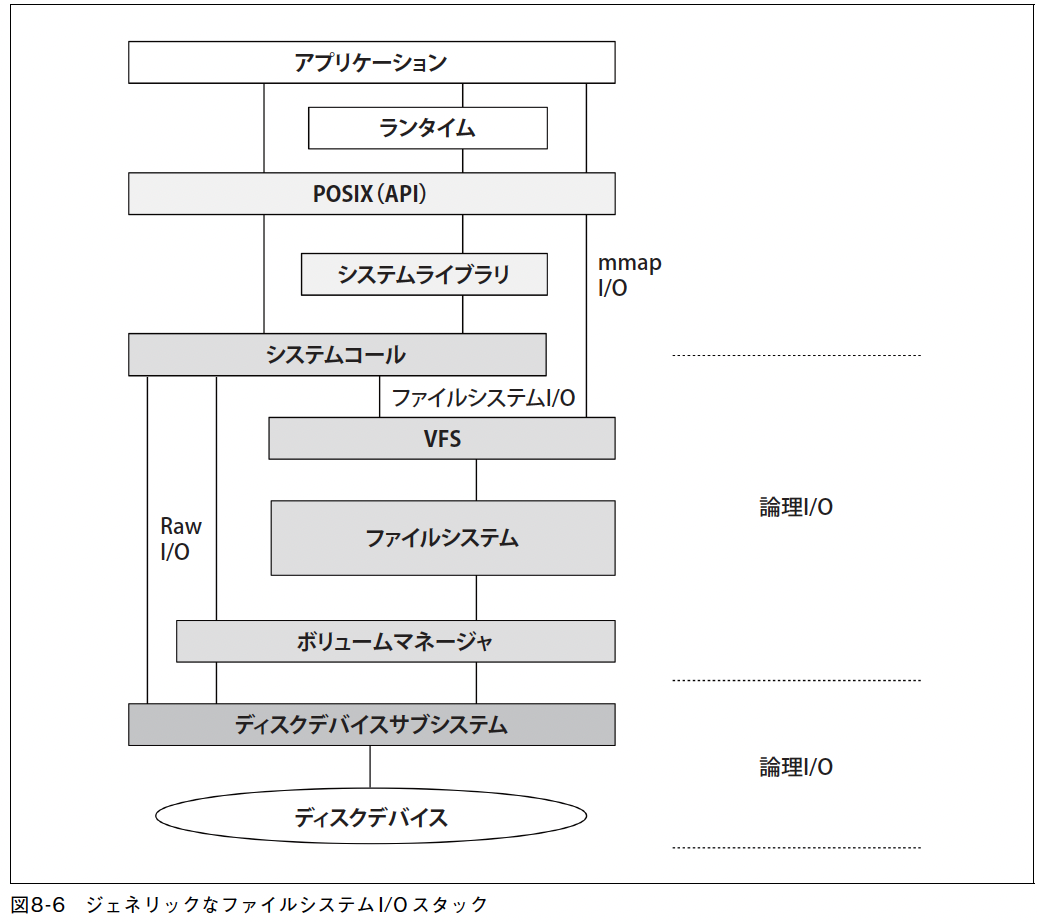 アプリケーション
ランタイム
POSIX（API）
システムライブラリ
mmap
I/O
システムコール
ファイルシステムI/O
VFS
論理I/O
Raw
I/O
ファイルシステム
ボリュームマネージャ
ディスクデバイスサブシステム
論理I/O
ディスクデバイス
図8-6　ジェネリックなファイルシステムI/Oスタック